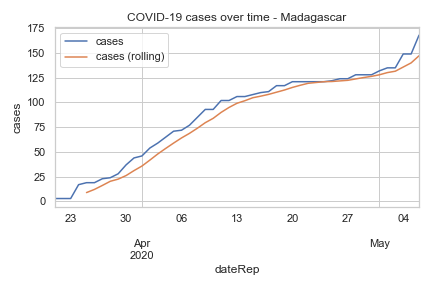 COVID-19 cases over time - Madagascar
cases
cases (rolling)
175
150
125
100
75
50
25
0
cases
23
30
06
13
20
27
04
Apr
2020
May
dateRep